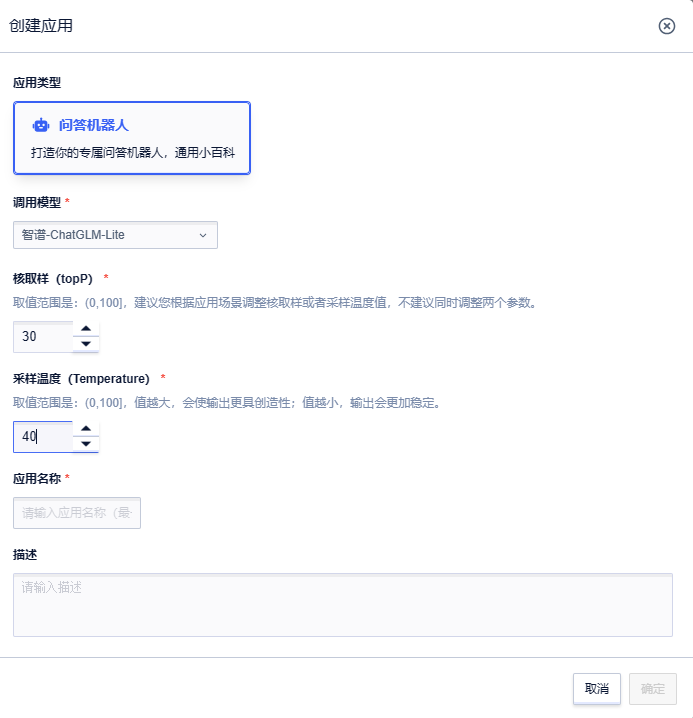 创建应用
应用类型
问答机器人
打造你的专属问答机器人，通用小百科
调用模型 *
智谱-ChatGLM-Lite
核取样（topP） *
取值范围是：(0,100]，建议您根据应用场景调整核取样或者采样温度值，不建议同时调整两个参数。
30
采样温度（Temperature） *
取值范围是：(0,100]，值越大，会使输出更具创造性；值越小，输出会更加稳定。
40
应用名称 *
请输入应用名称（最
描述
请输入描述
取消
确定